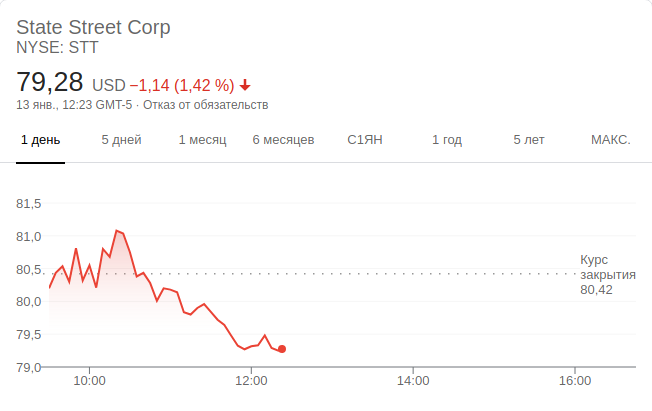 State Street Corp
NYSE: STT
79,28 USD −1,14 (1,42 %)
13 янв., 12:23 GMT-5 · Отказ от обязательств
1 день 5 дней 1 месяц 6 месяцев С1ЯН 1 год 5 лет МАКС.
81,5
81,0
80,5
80,0
79,5
79,0
Курс
закрытия
80,42
10:00 12:00 14:00 16:00